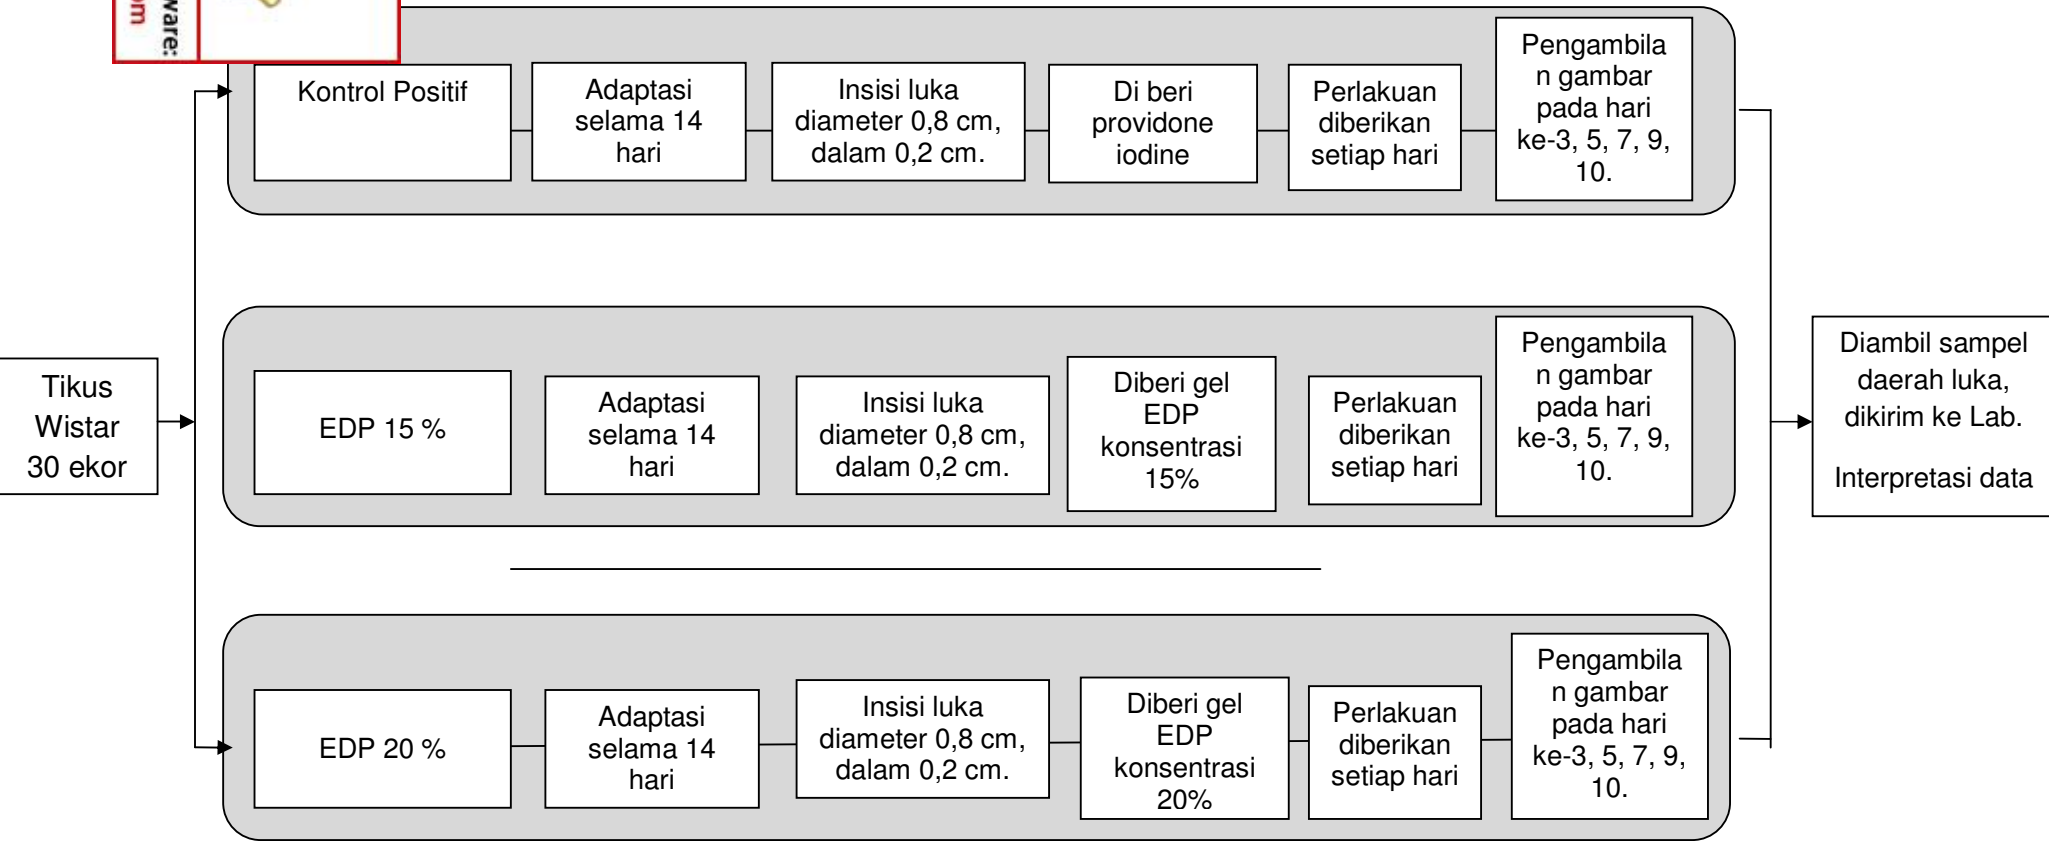 ware:
om
Kontrol Positif
Adaptasi
selama 14
hari
Insisi luka
diameter 0,8 cm,
dalam 0,2 cm.
Di beri
providone
iodine
Perlakuan
diberikan
setiap hari
Pengambila
n gambar
pada hari
ke-3, 5, 7, 9,
10.
Tikus
Wistar
30 ekor
EDP 15 %
Adaptasi
selama 14
hari
Insisi luka
diameter 0,8 cm,
dalam 0,2 cm.
Diberi gel
EDP
konsentrasi
15%
Perlakuan
diberikan
setiap hari
Pengambila
n gambar
pada hari
ke-3, 5, 7, 9,
10.
Diambil sampel
daerah luka,
dikirim ke Lab.
Interpretasi data
EDP 20 %
Adaptasi
selama 14
hari
Insisi luka
diameter 0,8 cm,
dalam 0,2 cm.
Diberi gel
EDP
konsentrasi
20%
Perlakuan
diberikan
setiap hari
Pengambila
n gambar
pada hari
ke-3, 5, 7, 9,
10.